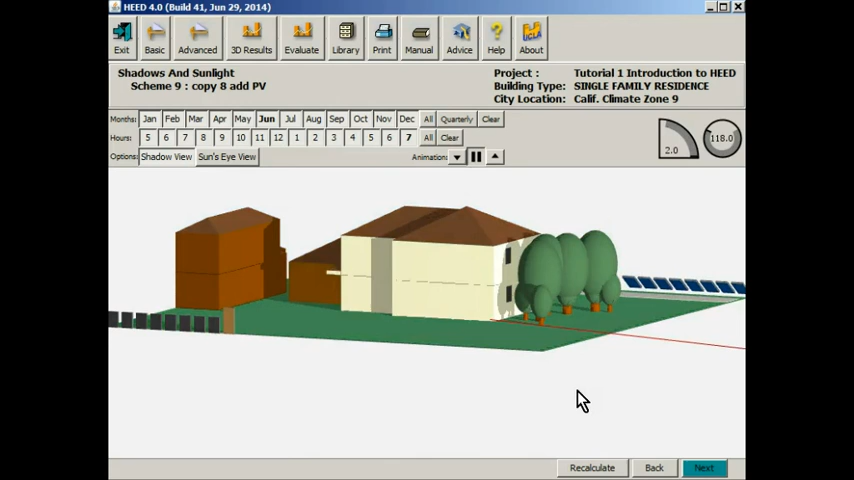 HEED 4.0 (Build 41, Jun 29, 2014)
Exit Basic Advanced 3D Results Evaluate Library Print Manual Advice Help About
Shadows And Sunlight
Scheme 9 : copy 8 add PV
Project : Tutorial 1 Introduction to HEED
Building Type: SINGLE FAMILY RESIDENCE
City Location: Calif. Climate Zone 9
Months: Jan Feb Mar Apr May Jun Jul Aug Sep Oct Nov Dec All Quarterly Clear
Hours: 5 6 7 8 9 10 11 12 1 2 3 4 5 6 7 All Clear
Options: Shadow View Sun's Eye View Animation:
2.0 118.0
Recalculate Back Next